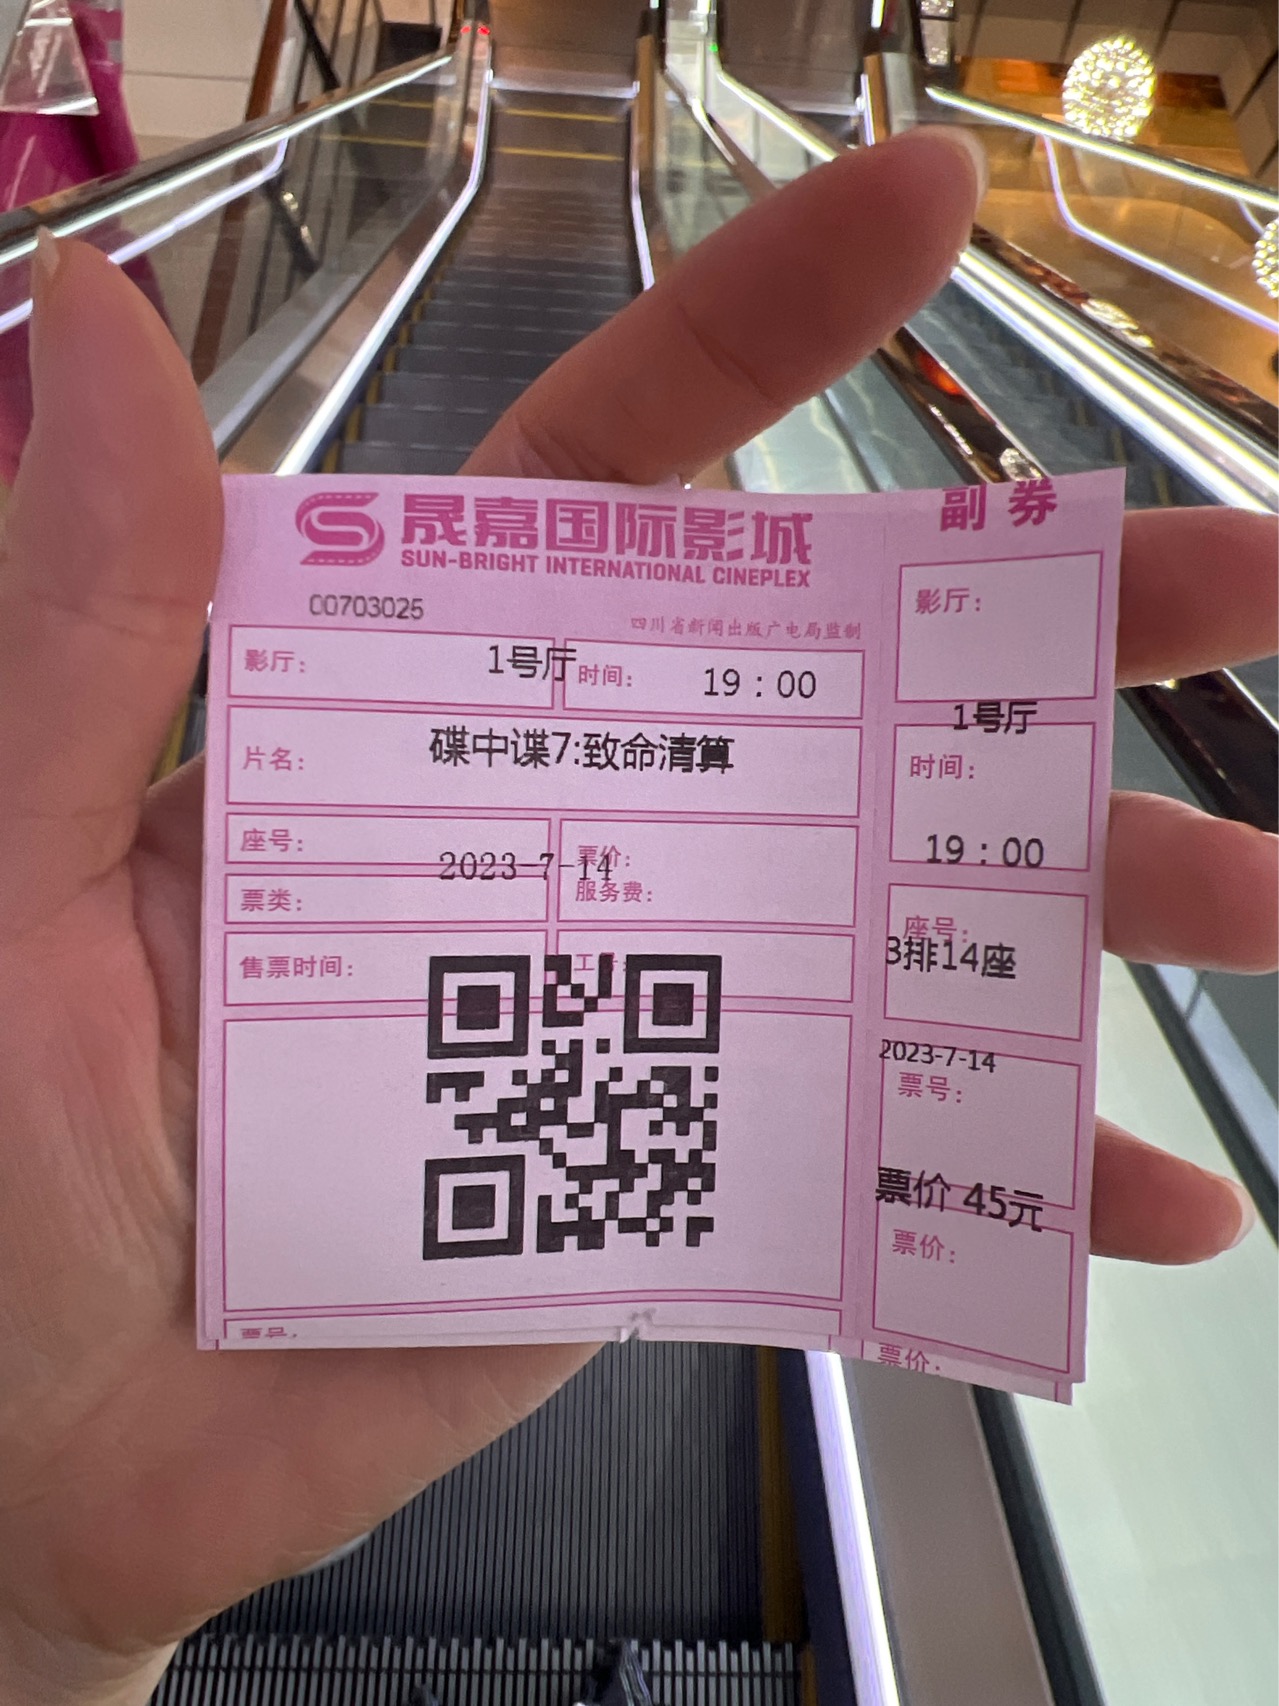 晟嘉国际影城
SUN-BRIGHT INTERNATIONAL CINEPLEX
00703025
四川省新闻出版广电局监制
影厅: 1号厅
时间: 19:00
片名: 碟中谍7:致命清算
座号:
2023-7-14
票价:
服务费:
票类:
售票时间:
工号:
票号:
副券
影厅:
1号厅
时间:
19:00
座号:
3排14座
2023-7-14
票号:
票价 45元
票价:
票价: